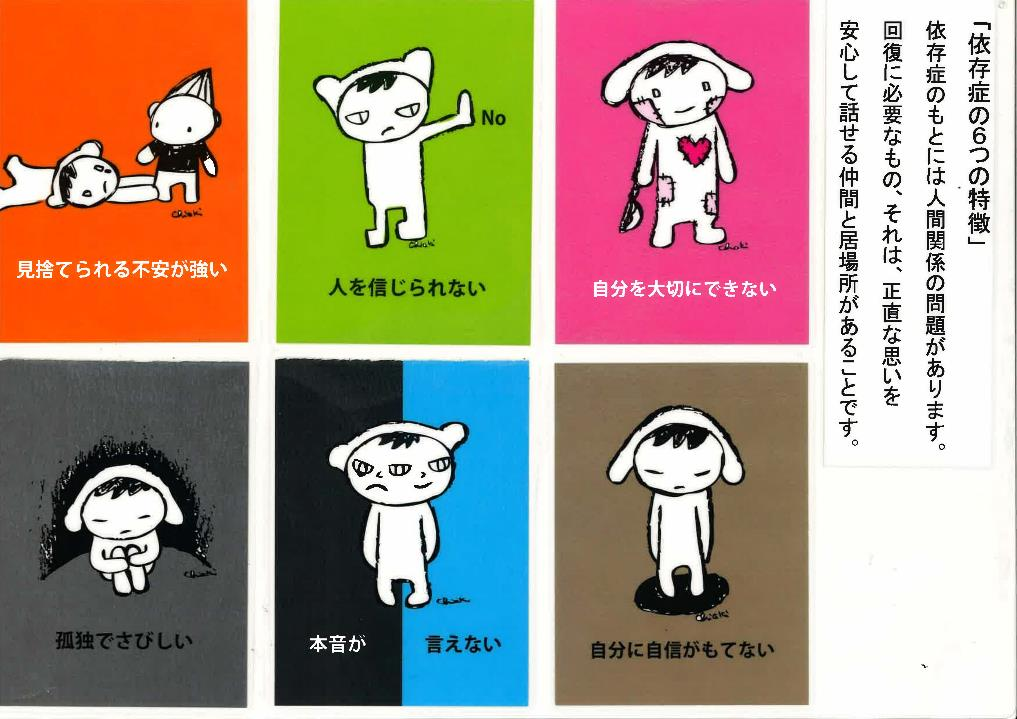 「依存症の6つの特徴」
依存症のもとには人間関係の問題があります。
回復に必要なもの、それは、正直な思いを
安心して話せる仲間と居場所があることです。
Chiaki
自分を大切にできない
No
Chiaki
人を信じられない
Chiaki
見捨てられる不安が強い
Chiaki
自分に自信がもてない
Chiaki
本音が 言えない
Chiaki
孤独でさびしい